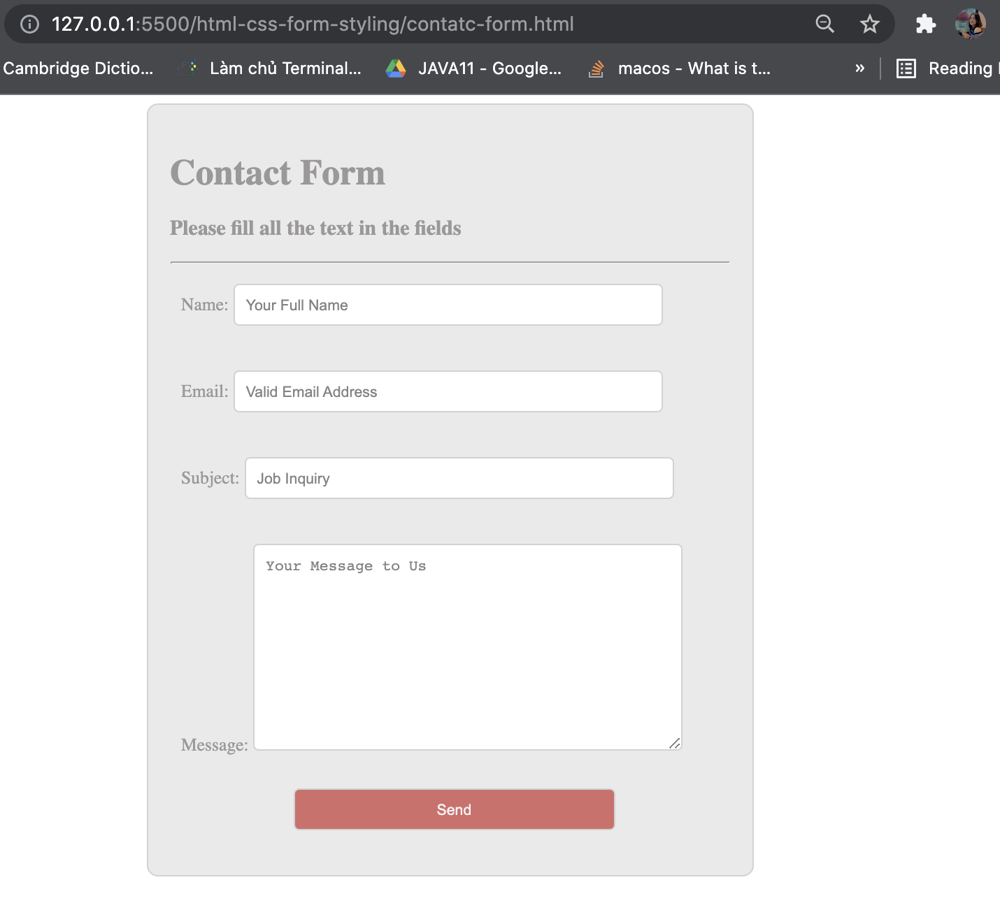 127.0.0.1:5500/html-css-form-styling/contatc-form.html
Cambridge Dictio... Làm chủ Terminal... JAVA11 - Google... macos - What is t... » Reading
Contact Form
Please fill all the text in the fields
Name: Your Full Name
Email: Valid Email Address
Subject: Job Inquiry
Your Message to Us
Message:
Send